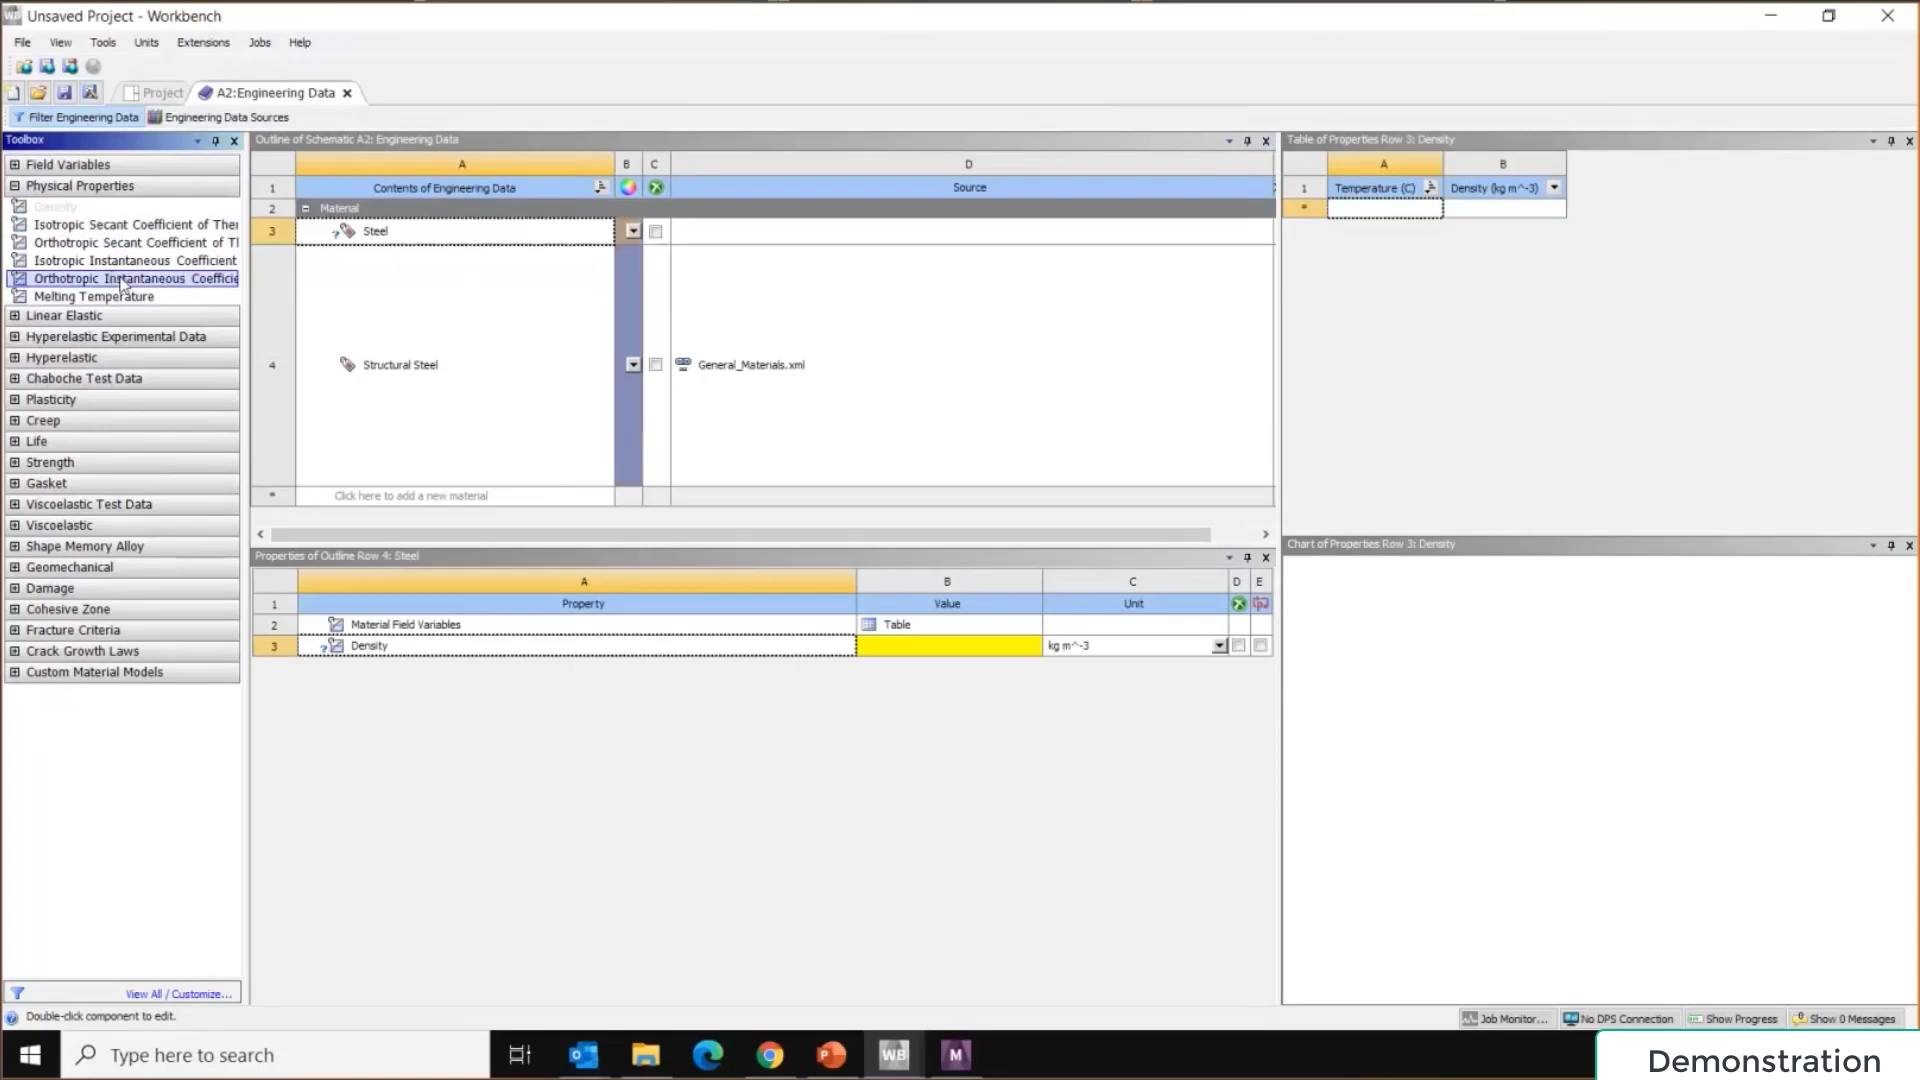 Unsaved Project - Workbench
File View Tools Units Extensions Jobs Help
Project A2:Engineering Data
Filter Engineering Data Engineering Data Sources
Toolbox
Field Variables
Physical Properties
Density
Isotropic Secant Coefficient of Ther
Orthotropic Secant Coefficient of Tl
Isotropic Instantaneous Coefficient
Orthotropic Instantaneous Coefficie
Melting Temperature
Linear Elastic
Hyperelastic Experimental Data
Hyperelastic
Chaboche Test Data
Plasticity
Creep
Life
Strength
Gasket
Viscoelastic Test Data
Viscoelastic
Shape Memory Alloy
Geomechanical
Damage
Cohesive Zone
Fracture Criteria
Crack Growth Laws
Custom Material Models
View All / Customize...
Outline of Schematic A2: Engineering Data
A B C D
1 Contents of Engineering Data Source
2 Material
3 ? Steel
4 Structural Steel General_Materials.xml
* Click here to add a new material
Properties of Outline Row 4: Steel
A B C D E
1 Property Value Unit
2 Material Field Variables Table
3 ? Density kg m^-3
Table of Properties Row 3: Density
A B
1 Temperature (C) Density (kg m^-3)
*
Chart of Properties Row 3: Density
Double-click component to edit.
Job Monitor... No DPS Connection Show Progress Show 0 Messages
Type here to search
WB
M
Demonstration